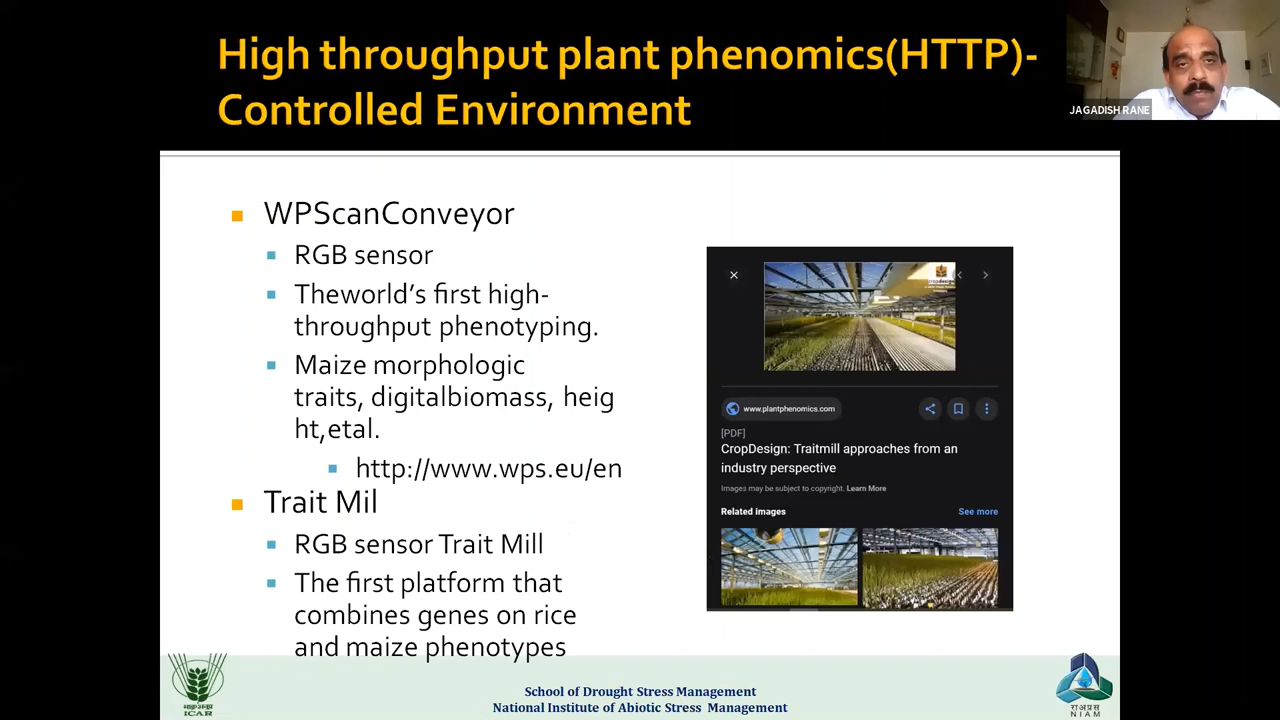 High throughput plant phenomics(HTTP)-
Controlled Environment
JAGADISH RANE
WPScanConveyor
RGB sensor
Theworld's first high-
throughput phenotyping.
Maize morphologic
traits, digitalbiomass, heig
ht,etal.
http://www.wps.eu/en
Trait Mil
RGB sensor Trait Mill
The first platform that
combines genes on rice
and maize phenotypes
www.plantphenomics.com
[PDF]
CropDesign: Traitmill approaches from an
industry perspective
Images may be subject to copyright. Learn More
Related images
See more
School of Drought Stress Management
National Institute of Abiotic Stress Management
ICAR
NIAM